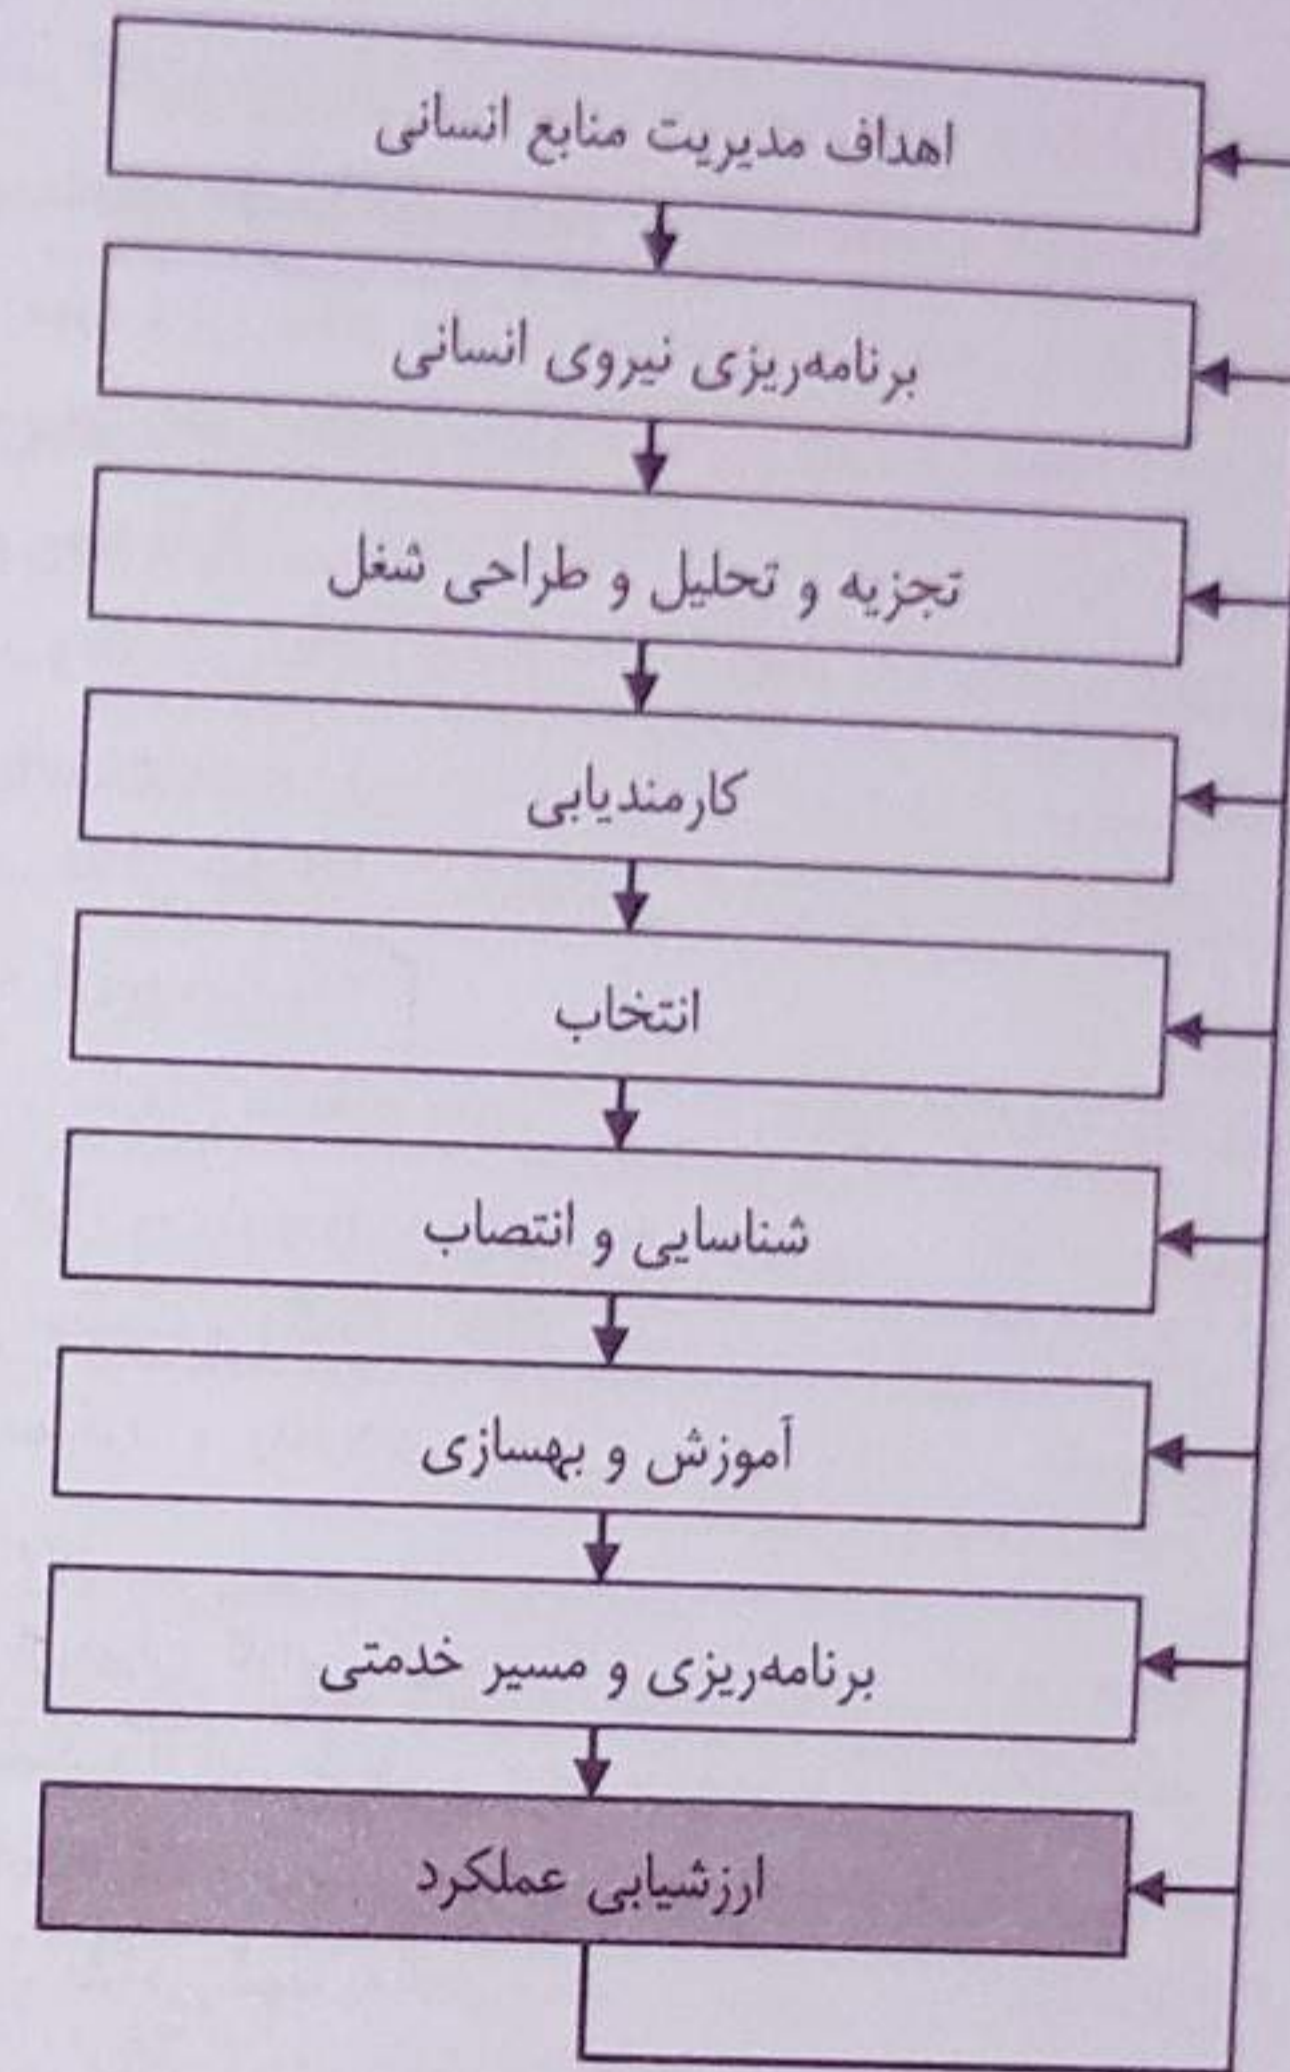 اهداف مدیریت منابع انسانی
برنامه‌ریزی نیروی انسانی
تجزیه و تحلیل و طراحی شغل
کارمندیابی
انتخاب
شناسایی و انتصاب
آموزش و بهسازی
برنامه‌ریزی و مسیر خدمتی
ارزشیابی عملکرد